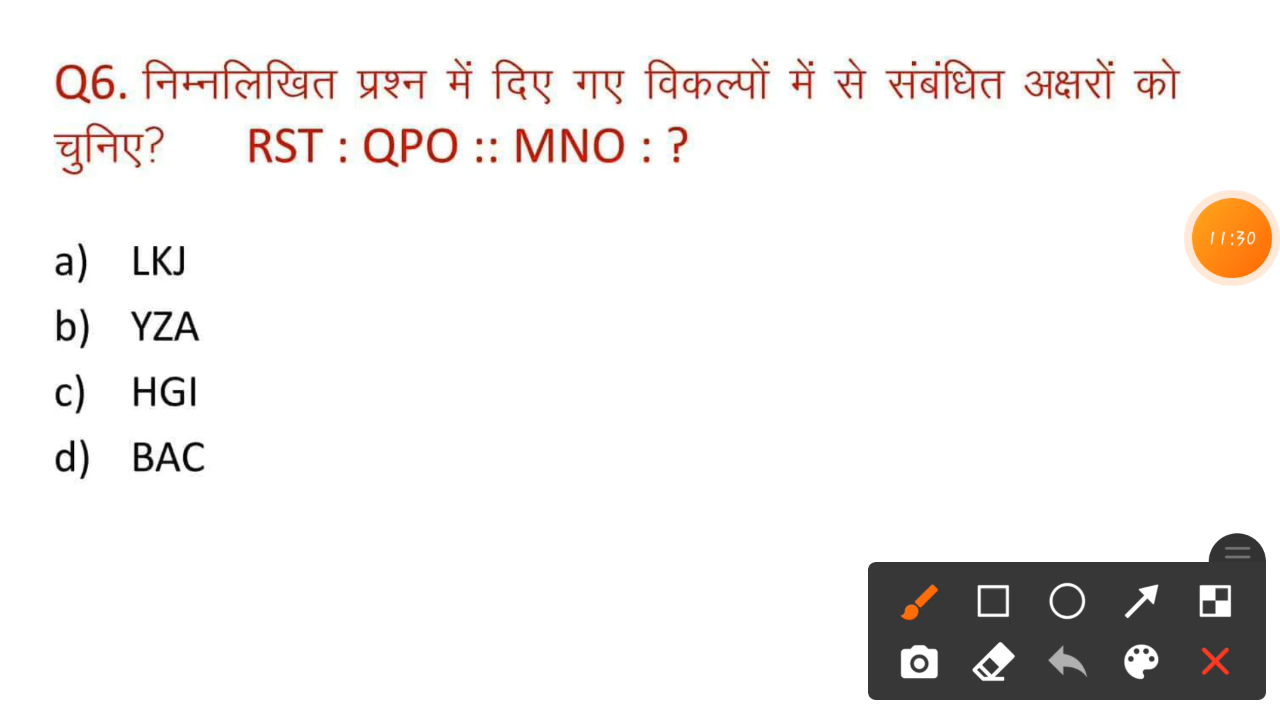 Q6. निम्नलिखित प्रश्न में दिए गए विकल्पों में से संबंधित अक्षरों को
चुनिए? RST : QPO :: MNO : ?
a) LKJ
11:30
b) YZA
c) HGI
d) BAC